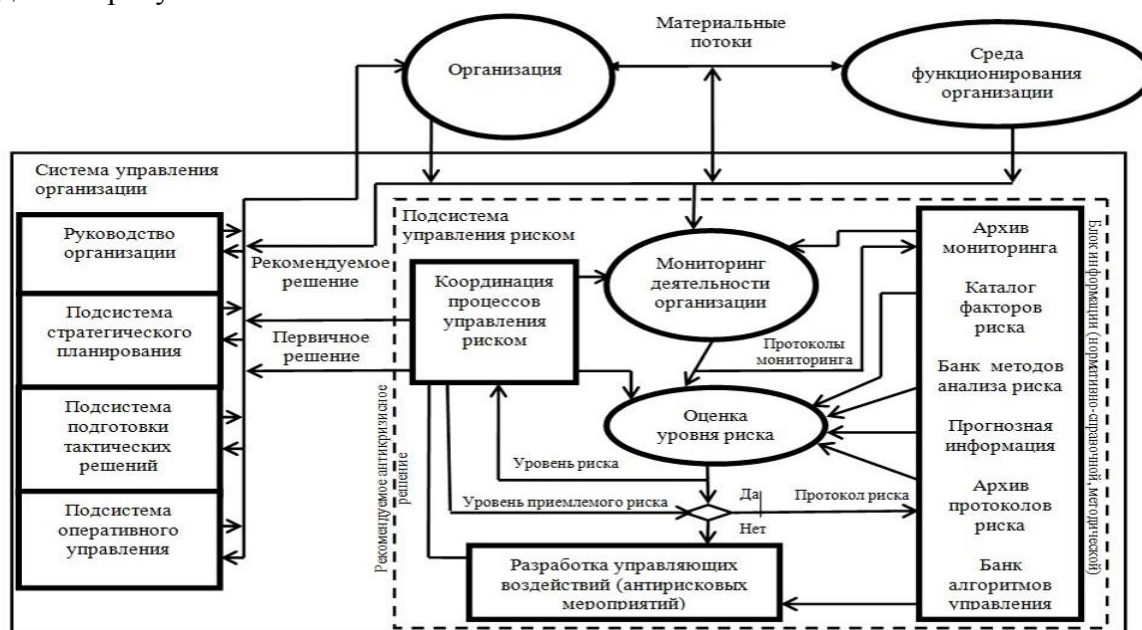 Материальные
потоки
Организация
Среда
функционирования
организации
Система управления
организации
Руководство
организации
Подсистема
стратегического
планирования
Подсистема
подготовки
тактических
решений
Подсистема
оперативного
управления
Рекомендуемое
решение
Первичное
решение
Рекомендуемое антикризисное
решение
Подсистема
управления риском
Координация
процессов
управления
риском
Мониторинг
деятельности
организации
Протоколы
мониторинга
Оценка
уровня риска
Уровень риска
Уровень приемлемого риска
Да
Нет
Протокол риска
Разработка управляющих
воздействий (антирисковых
мероприятий)
Архив
мониторинга
Каталог
факторов
риска
Банк методов
анализа риска
Прогнозная
информация
Архив
протоколов
риска
Банк
алгоритмов
управления
Блок информации (нормативно-справочной, методической)